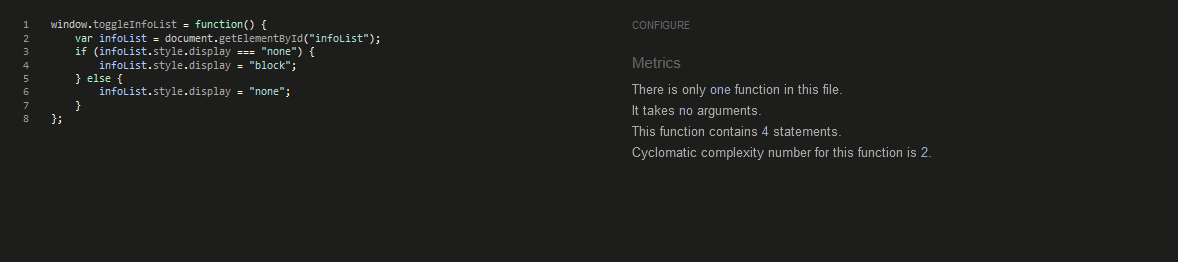 1 window.toggleInfoList = function() {
2     var infoList = document.getElementById("infoList");
3     if (infoList.style.display === "none") {
4         infoList.style.display = "block";
5     } else {
6         infoList.style.display = "none";
7     }
8 };
CONFIGURE
Metrics
There is only one function in this file.
It takes no arguments.
This function contains 4 statements.
Cyclomatic complexity number for this function is 2.